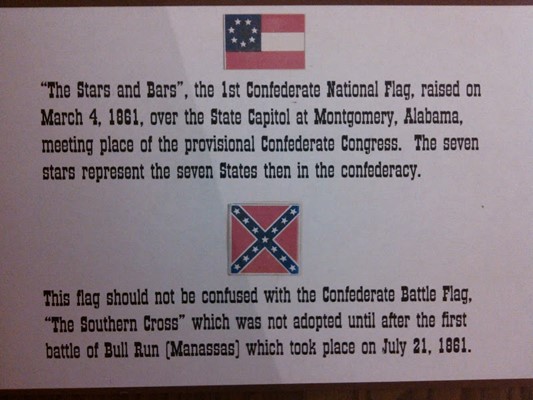 “The Stars and Bars”, the 1st Confederate National Flag, raised on
March 4, 1861, over the State Capitol at Montgomery, Alabama,
meeting place of the provisional Confederate Congress. The seven
stars represent the seven States then in the confederacy.
This flag should not be confused with the Confederate Battle Flag,
“The Southern Cross” which was not adopted until after the first
battle of Bull Run (Manassas) which took place on July 21, 1861.